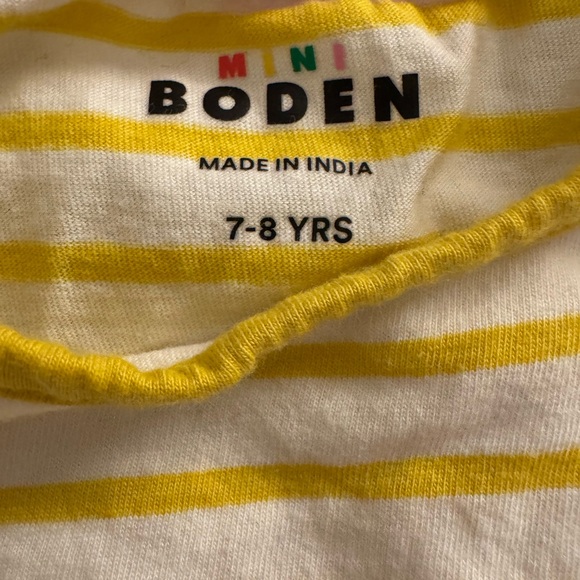 MINI
BODEN
MADE IN INDIA
7-8 YRS